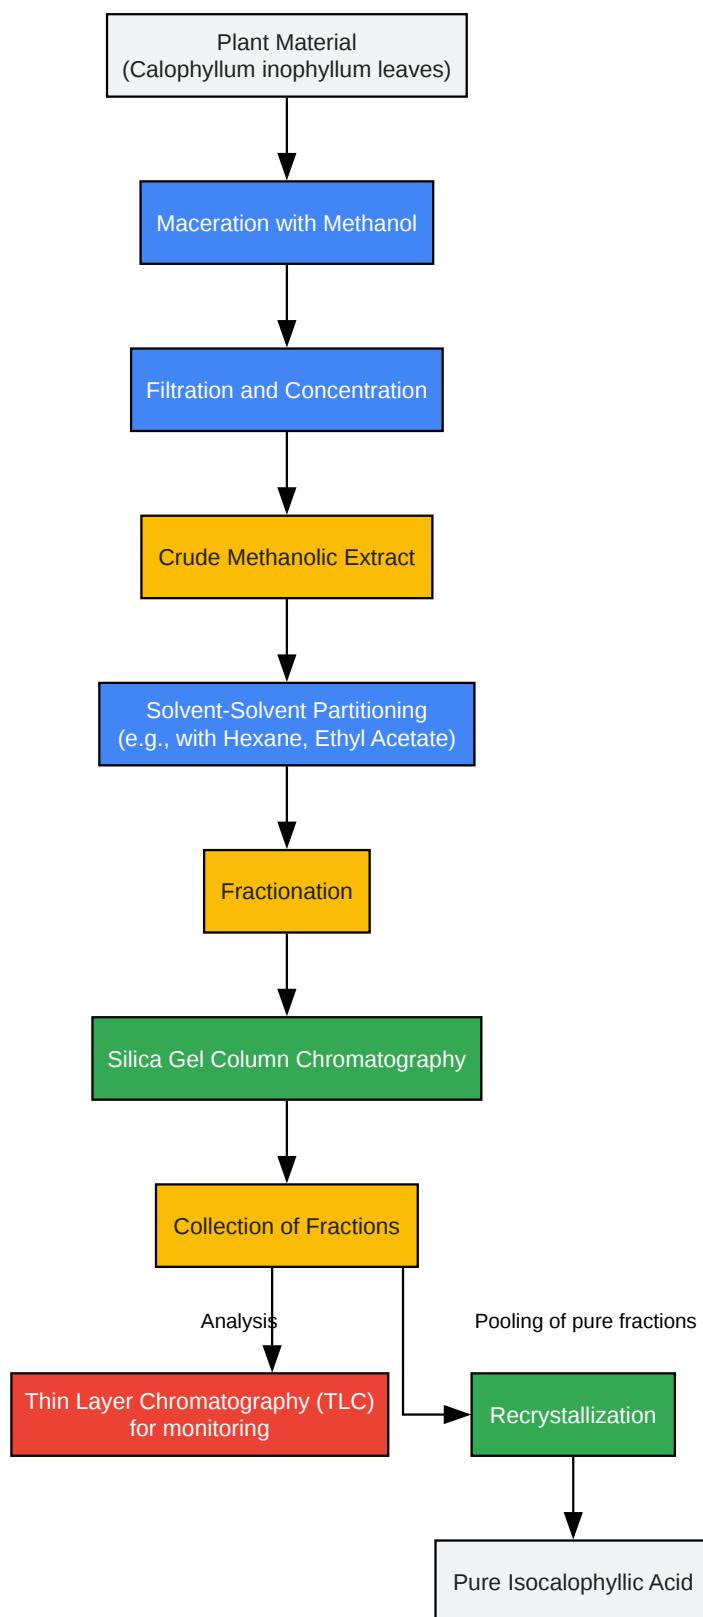 Plant Material
(Calophyllum inophyllum leaves)
Maceration with Methanol
Filtration and Concentration
Crude Methanolic Extract
Solvent-Solvent Partitioning
(e.g., with Hexane, Ethyl Acetate)
Fractionation
Silica Gel Column Chromatography
Collection of Fractions
Analysis
Pooling of pure fractions
Thin Layer Chromatography (TLC)
for monitoring
Recrystallization
Pure Isocalophyllic Acid